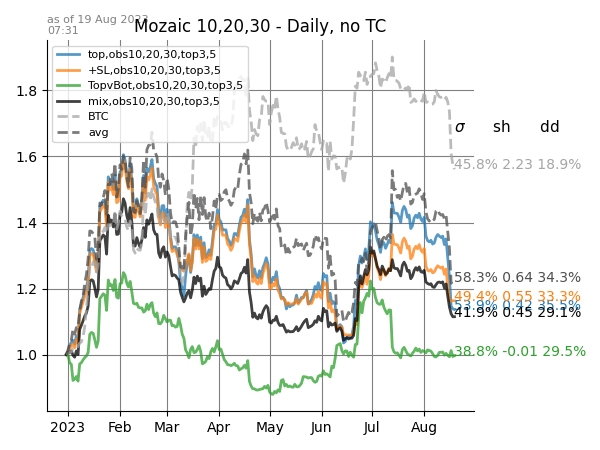 as of 19 Aug 2023
07:31
Mozaic 10,20,30 - Daily, no TC
top,obs10,20,30,top3,5
+SL,obs10,20,30,top3,5
TopvBot,obs10,20,30,top3,5
mix,obs10,20,30,top3,5
BTC
avg
σ sh dd
45.8% 2.23 18.9%
58.3% 0.64 34.3%
49.4% 0.55 33.3%
41.9% 0.45 29.1%
38.8% -0.01 29.5%
1.8
1.6
1.4
1.2
1.0
2023 Feb Mar Apr May Jun Jul Aug